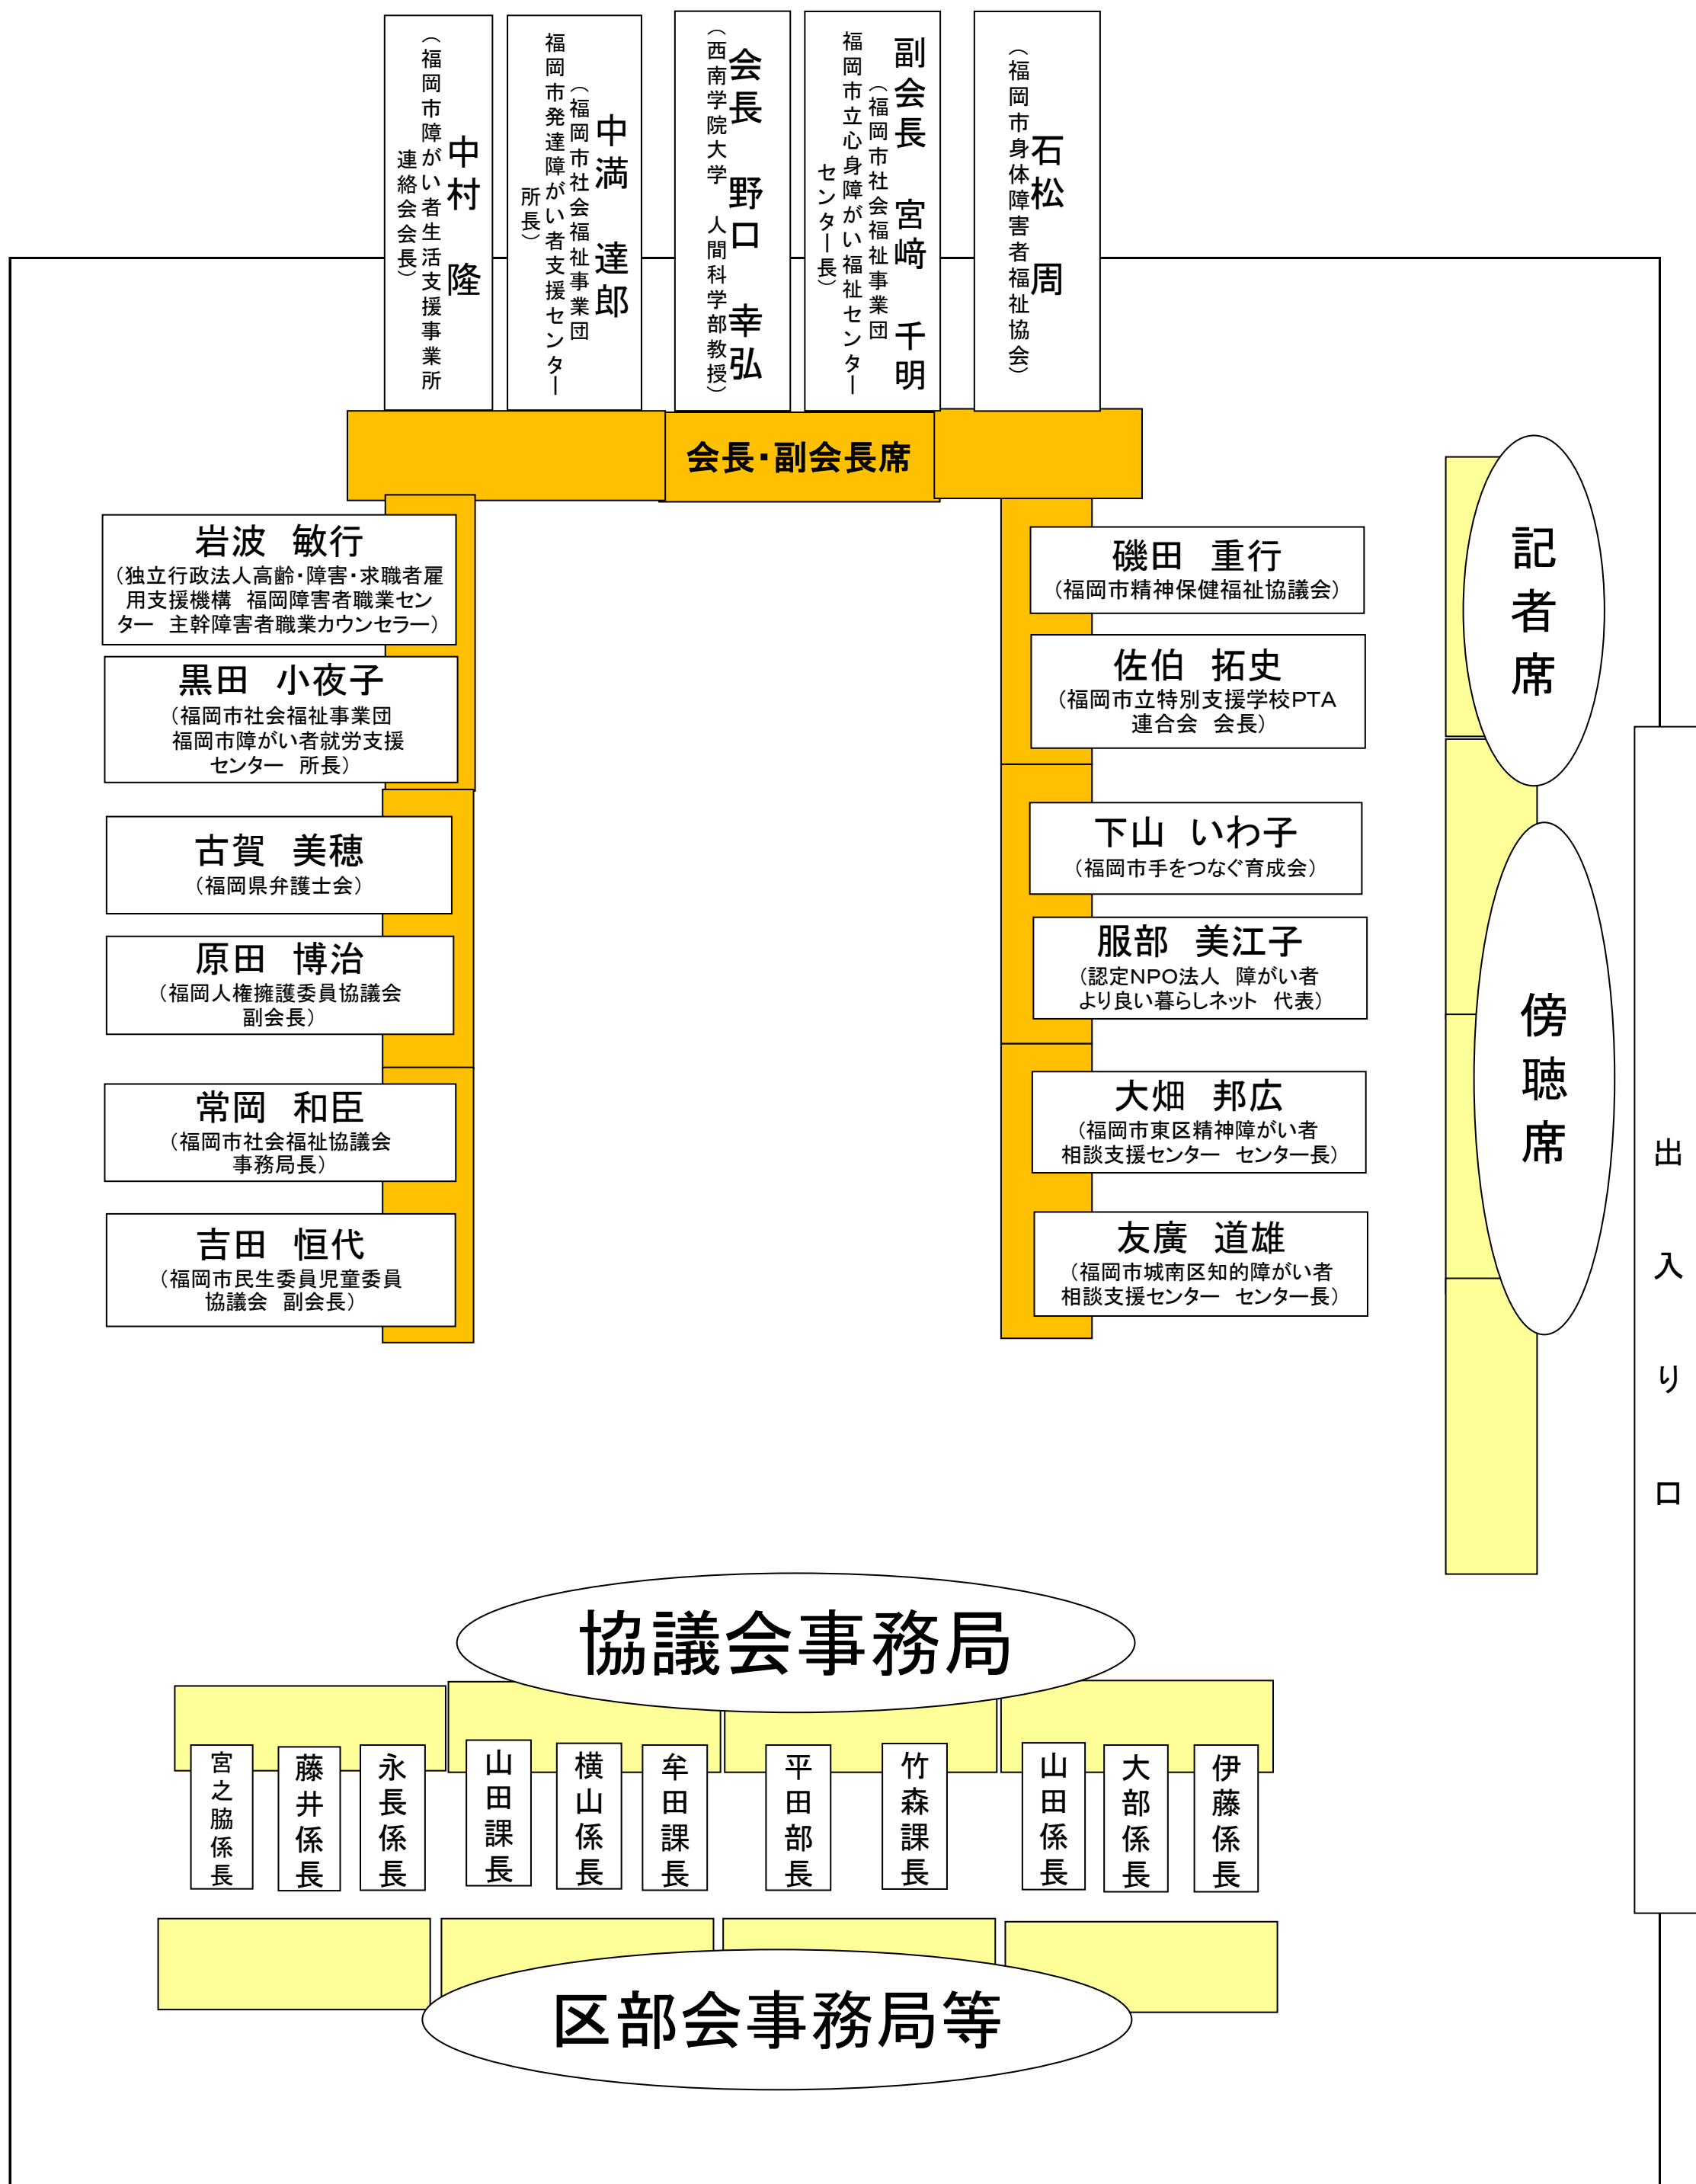 中村　隆
（福岡市障がい者生活支援事業所
連絡会会長）
中満　達郎
（福岡市社会福祉事業団
福岡市発達障がい者支援センター
所長）
会長　野口　幸弘
（西南学院大学　人間科学部教授）
副会長　宮﨑　千明
（福岡市社会福祉事業団
福岡市立心身障がい福祉センター
センター長）
石松　周
（福岡市身体障害者福祉協会）
会長・副会長席
岩波　敏行
（独立行政法人高齢・障害・求職者雇
用支援機構　福岡障害者職業セン
ター　主幹障害者職業カウンセラー）
黒田　小夜子
（福岡市社会福祉事業団
福岡市障がい者就労支援
センター　所長）
古賀　美穂
（福岡県弁護士会）
原田　博治
（福岡人権擁護委員協議会
副会長）
常岡　和臣
（福岡市社会福祉協議会
事務局長）
吉田　恒代
（福岡市民生委員児童委員
協議会　副会長）
磯田　重行
（福岡市精神保健福祉協議会）
佐伯　拓史
（福岡市立特別支援学校PTA
連合会　会長）
下山　いわ子
（福岡市手をつなぐ育成会）
服部　美江子
（認定NPO法人　障がい者
より良い暮らしネット　代表）
大畑　邦広
（福岡市東区精神障がい者
相談支援センター　センター長）
友廣　道雄
（福岡市城南区知的障がい者
相談支援センター　センター長）
記者席
傍聴席
出入り口
協議会事務局
宮之脇係長
藤井係長
永長係長
山田課長
横山係長
牟田課長
平田部長
竹森課長
山田係長
大部係長
伊藤係長
区部会事務局等